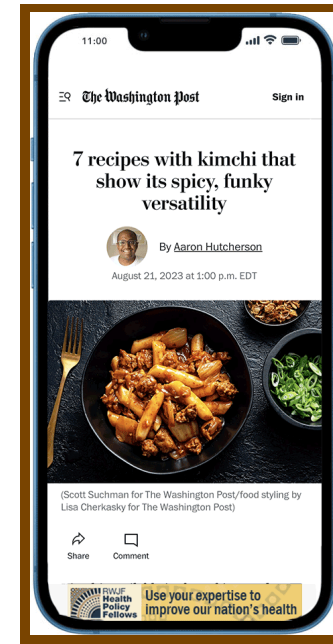 11:00
The Washington Post
Sign in
7 recipes with kimchi that
show its spicy, funky
versatility
By Aaron Hutcherson
August 21, 2023 at 1:00 p.m. EDT
(Scott Suchman for The Washington Post/food styling by
Lisa Cherkasky for The Washington Post)
Share
Comment
RWJF
Health
Policy
Fellows
Use your expertise to
improve our nation's health